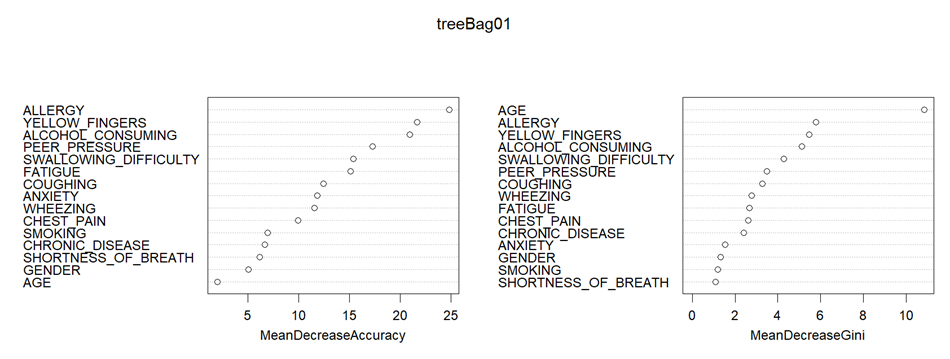 treeBag01
ALLERGY
YELLOW_FINGERS
ALCOHOL_CONSUMING
PEER_PRESSURE
SWALLOWING_DIFFICULTY
FATIGUE
COUGHING
ANXIETY
WHEEZING
CHEST_PAIN
SMOKING
CHRONIC_DISEASE
SHORTNESS_OF_BREATH
GENDER
AGE
5 10 15 20 25
MeanDecreaseAccuracy
AGE
ALLERGY
YELLOW_FINGERS
ALCOHOL_CONSUMING
SWALLOWING_DIFFICULTY
PEER_PRESSURE
COUGHING
WHEEZING
FATIGUE
CHEST_PAIN
CHRONIC_DISEASE
ANXIETY
GENDER
SMOKING
SHORTNESS_OF_BREATH
0 2 4 6 8 10
MeanDecreaseGini